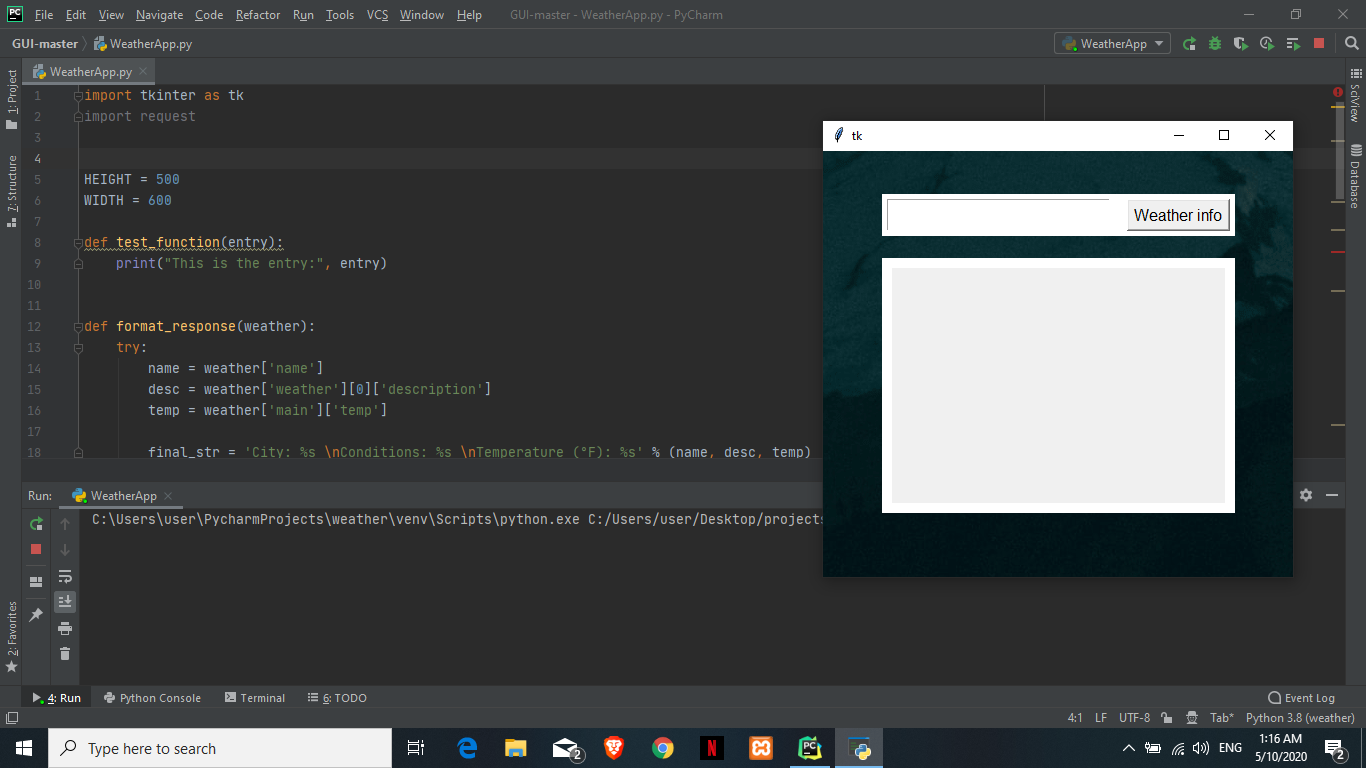 PC File Edit View Navigate Code Refactor Run Tools VCS Window Help GUI-master - WeatherApp.py - PyCharm
GUI-master WeatherApp.py WeatherApp
WeatherApp.py
1: Project
7: Structure
2: Favorites
SciView
Database
1 import tkinter as tk
2 import request
3
4
5 HEIGHT = 500
6 WIDTH = 600
7
8 def test_function(entry):
9 print("This is the entry:", entry)
10
11
12 def format_response(weather):
13 try:
14 name = weather['name']
15 desc = weather['weather'][0]['description']
16 temp = weather['main']['temp']
17
18 final_str = 'City: %s \nConditions: %s \nTemperature (°F): %s' % (name, desc, temp)
tk
Weather info
Run: WeatherApp
C:\Users\user\PycharmProjects\weather\venv\Scripts\python.exe C:/Users/user/Desktop/projects
4: Run Python Console Terminal 6: TODO Event Log
4:1 LF UTF-8 Tab* Python 3.8 (weather)
Type here to search
2
N
PC
ENG
1:16 AM
5/10/2020
2